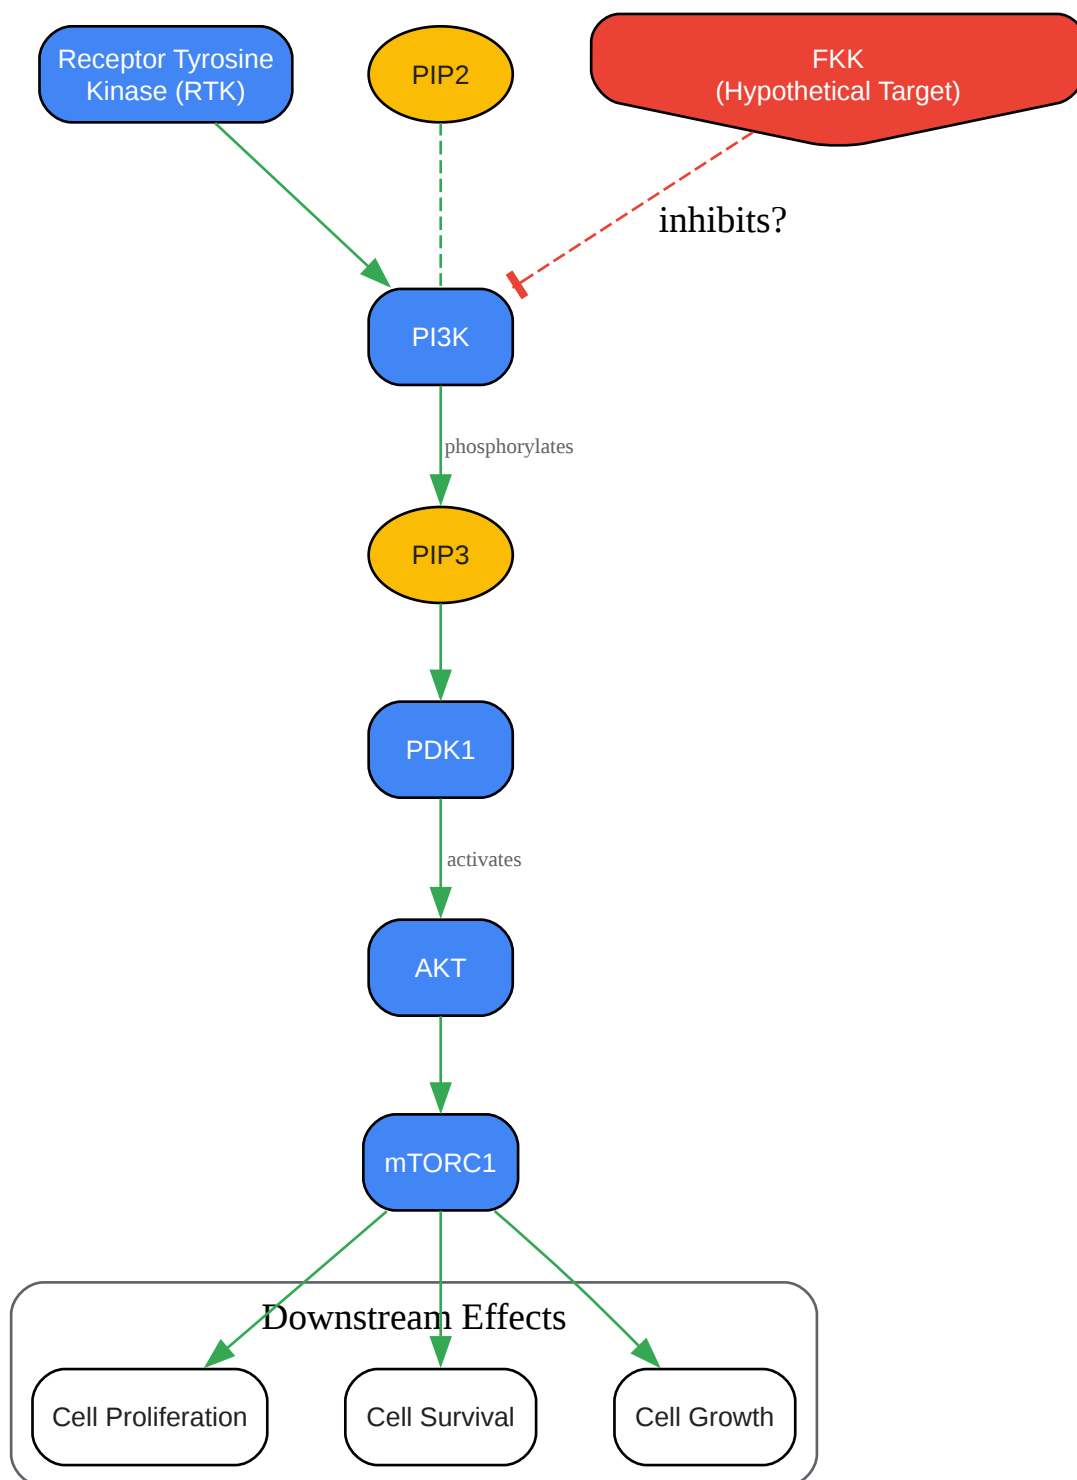 Receptor Tyrosine
Kinase (RTK)
PIP2
FKK
(Hypothetical Target)
inhibits?
PI3K
phosphorylates
PIP3
PDK1
activates
AKT
mTORC1
Downstream Effects
Cell Proliferation
Cell Survival
Cell Growth